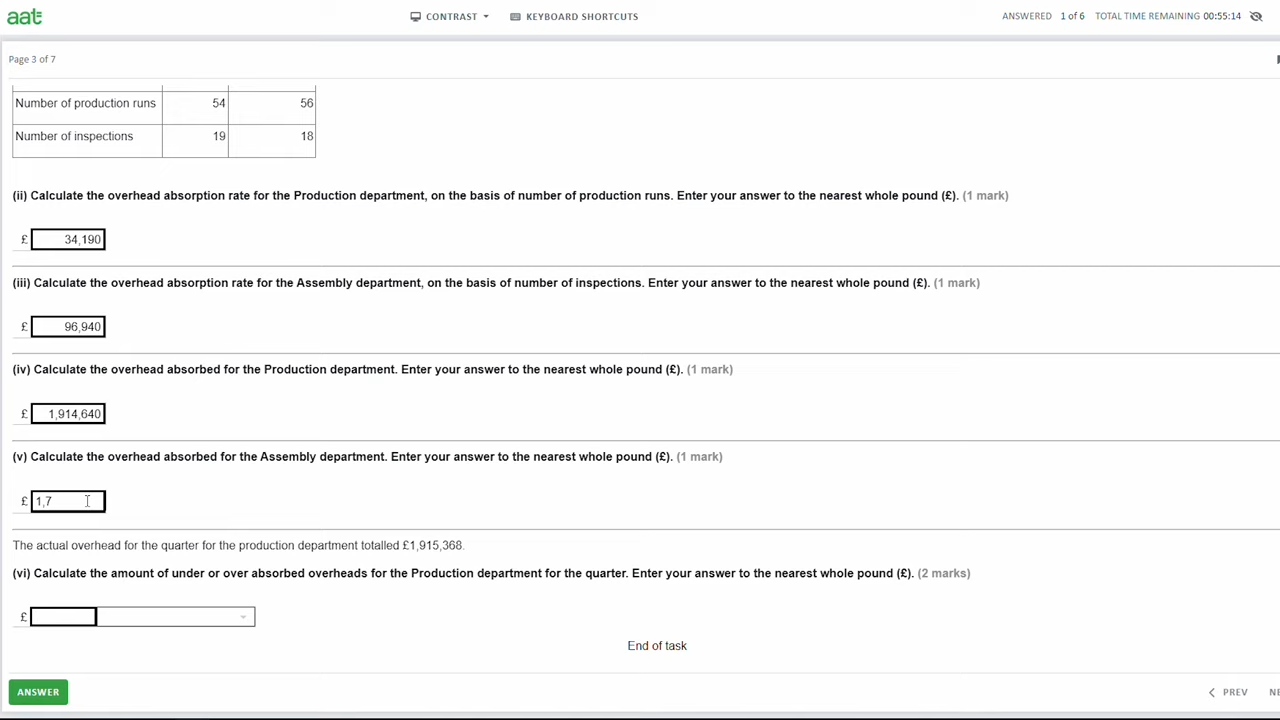 aat
CONTRAST
KEYBOARD SHORTCUTS
ANSWERED 1 of 6 TOTAL TIME REMAINING 00:55:14
Page 3 of 7
Number of production runs 54 56
Number of inspections 19 18
(ii) Calculate the overhead absorption rate for the Production department, on the basis of number of production runs. Enter your answer to the nearest whole pound (£). (1 mark)
£ 34,190
(iii) Calculate the overhead absorption rate for the Assembly department, on the basis of number of inspections. Enter your answer to the nearest whole pound (£). (1 mark)
£ 96,940
(iv) Calculate the overhead absorbed for the Production department. Enter your answer to the nearest whole pound (£). (1 mark)
£ 1,914,640
(v) Calculate the overhead absorbed for the Assembly department. Enter your answer to the nearest whole pound (£). (1 mark)
£ 1,7
The actual overhead for the quarter for the production department totalled £1,915,368.
(vi) Calculate the amount of under or over absorbed overheads for the Production department for the quarter. Enter your answer to the nearest whole pound (£). (2 marks)
£
End of task
ANSWER
PREV
NE